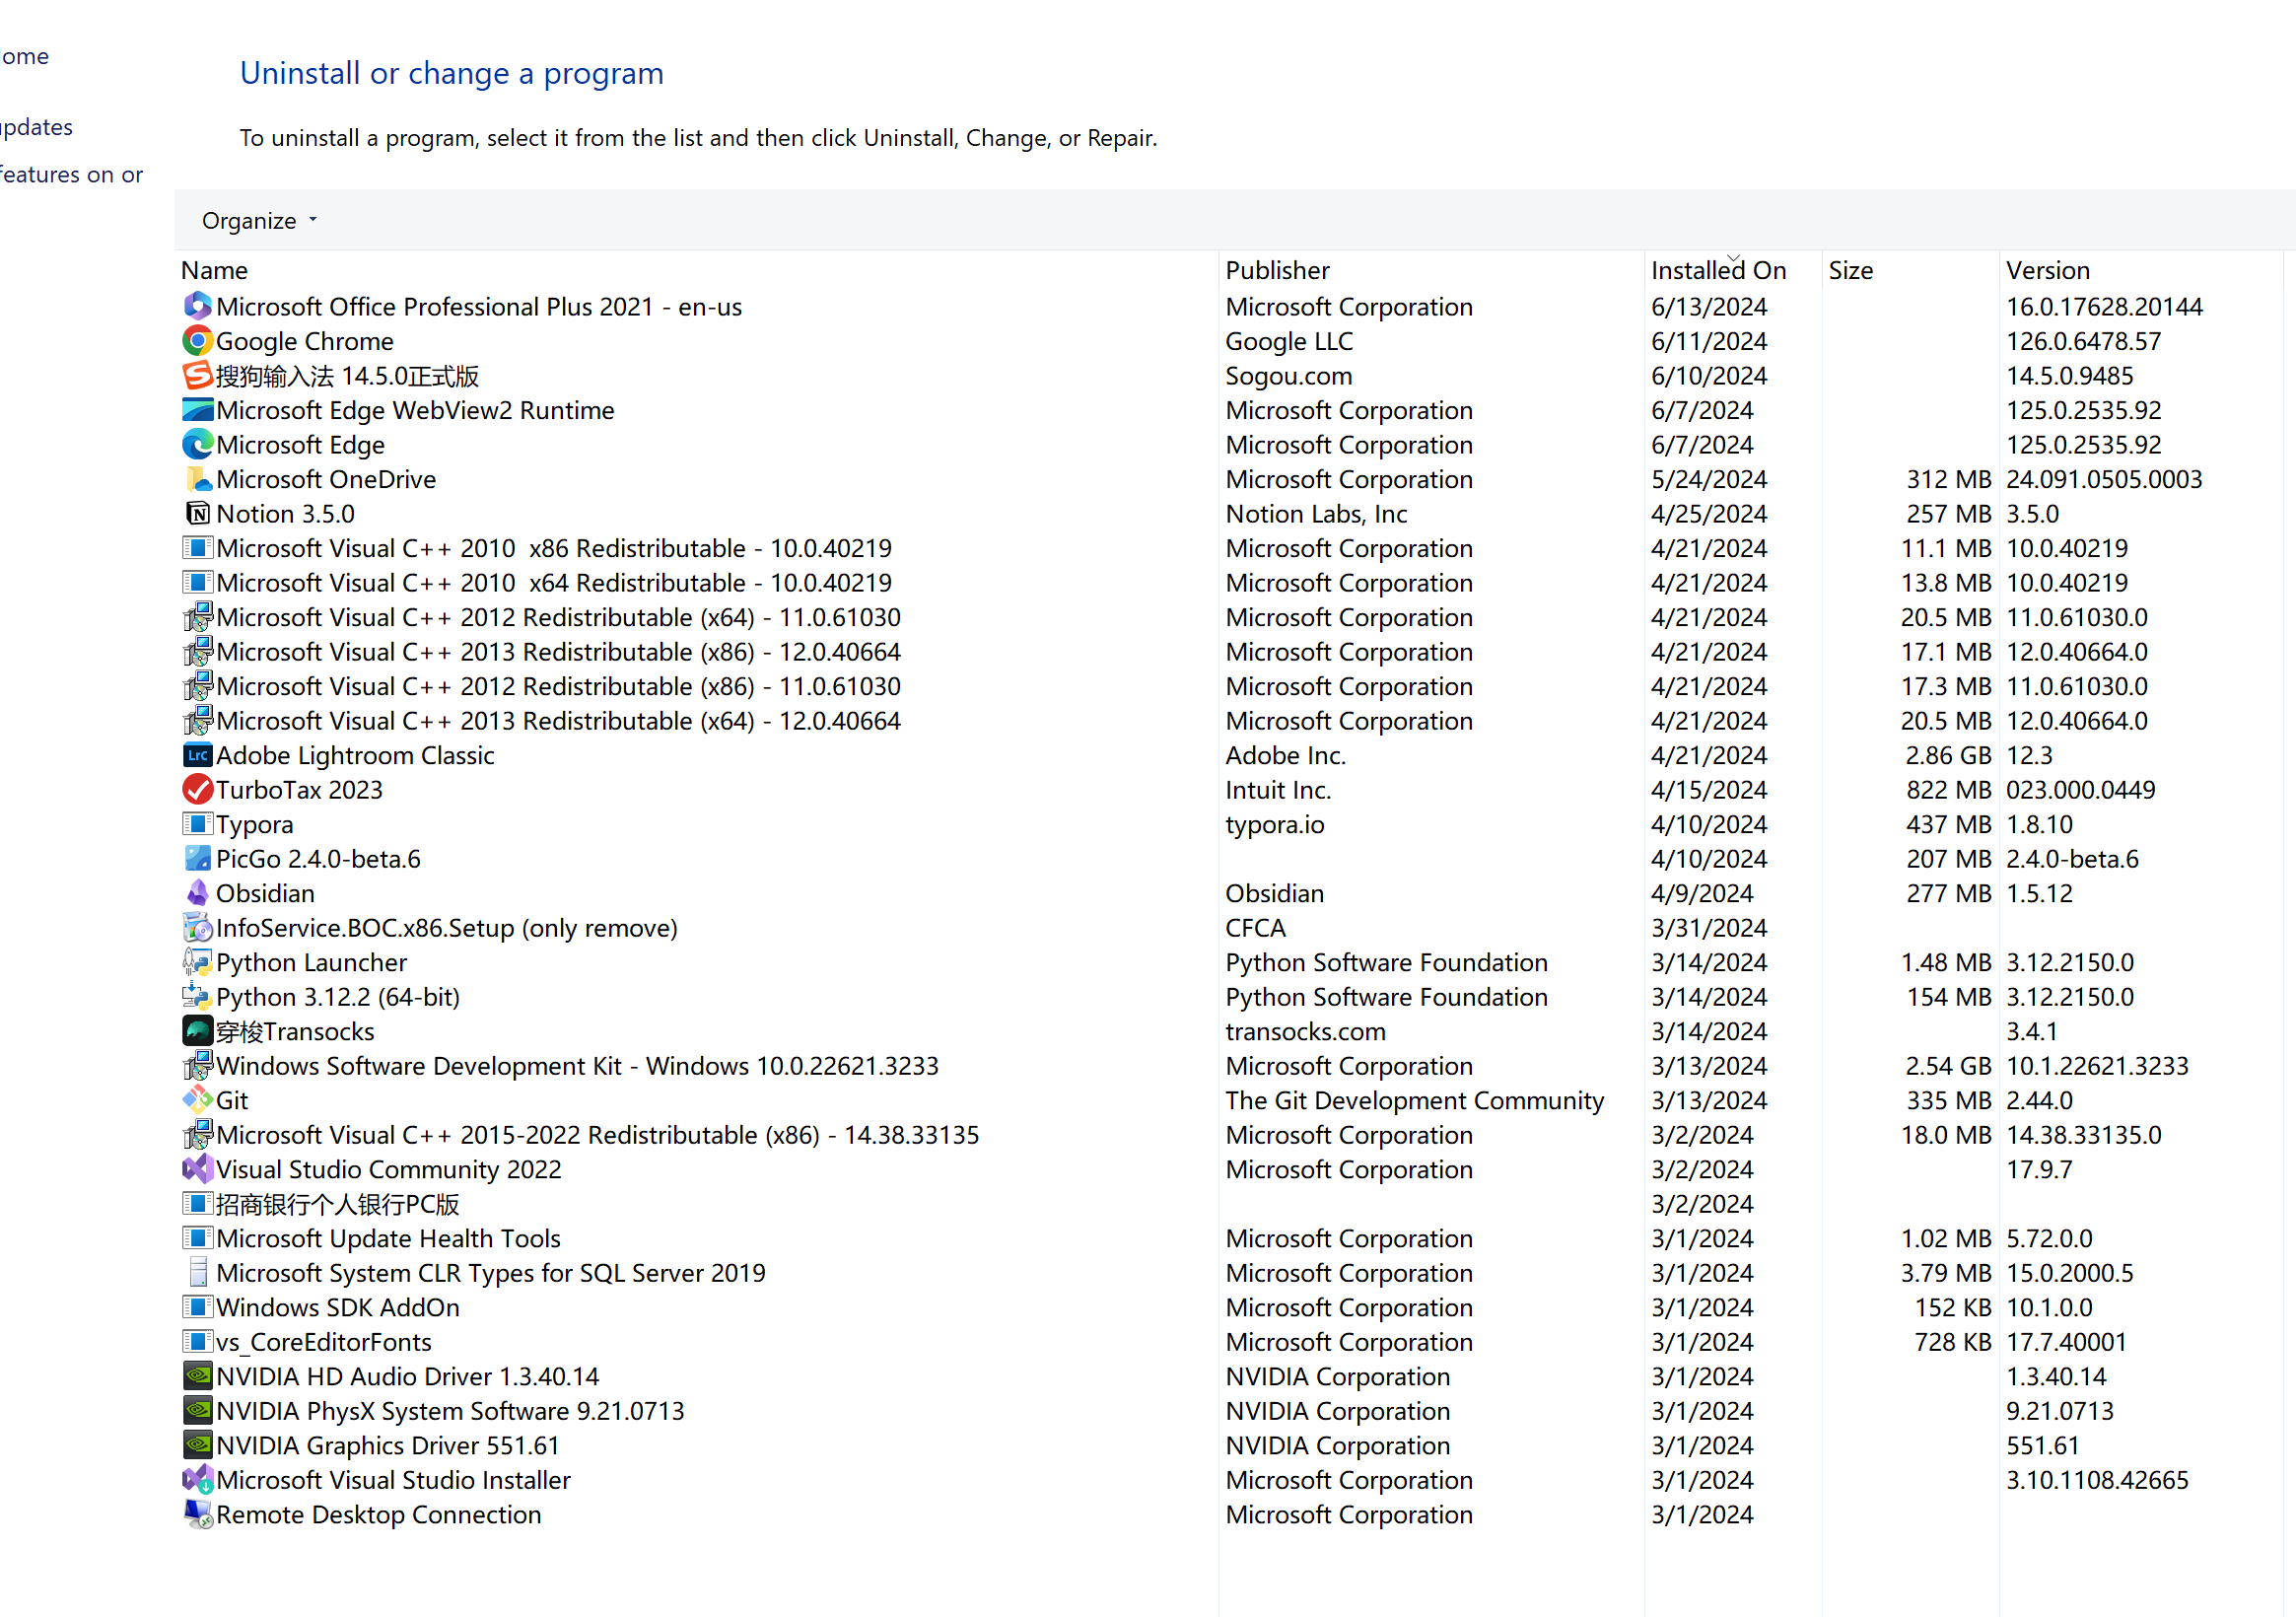 ome
Uninstall or change a program
pdates
To uninstall a program, select it from the list and then click Uninstall, Change, or Repair.
features on or
Organize
Name Publisher Installed On Size Version
Microsoft Office Professional Plus 2021 - en-us Microsoft Corporation 6/13/2024 16.0.17628.20144
Google Chrome Google LLC 6/11/2024 126.0.6478.57
搜狗输入法 14.5.0正式版 Sogou.com 6/10/2024 14.5.0.9485
Microsoft Edge WebView2 Runtime Microsoft Corporation 6/7/2024 125.0.2535.92
Microsoft Edge Microsoft Corporation 6/7/2024 125.0.2535.92
Microsoft OneDrive Microsoft Corporation 5/24/2024 312 MB 24.091.0505.0003
Notion 3.5.0 Notion Labs, Inc 4/25/2024 257 MB 3.5.0
Microsoft Visual C++ 2010  x86 Redistributable - 10.0.40219 Microsoft Corporation 4/21/2024 11.1 MB 10.0.40219
Microsoft Visual C++ 2010  x64 Redistributable - 10.0.40219 Microsoft Corporation 4/21/2024 13.8 MB 10.0.40219
Microsoft Visual C++ 2012 Redistributable (x64) - 11.0.61030 Microsoft Corporation 4/21/2024 20.5 MB 11.0.61030.0
Microsoft Visual C++ 2013 Redistributable (x86) - 12.0.40664 Microsoft Corporation 4/21/2024 17.1 MB 12.0.40664.0
Microsoft Visual C++ 2012 Redistributable (x86) - 11.0.61030 Microsoft Corporation 4/21/2024 17.3 MB 11.0.61030.0
Microsoft Visual C++ 2013 Redistributable (x64) - 12.0.40664 Microsoft Corporation 4/21/2024 20.5 MB 12.0.40664.0
Lrc Adobe Lightroom Classic Adobe Inc. 4/21/2024 2.86 GB 12.3
TurboTax 2023 Intuit Inc. 4/15/2024 822 MB 023.000.0449
Typora typora.io 4/10/2024 437 MB 1.8.10
PicGo 2.4.0-beta.6 4/10/2024 207 MB 2.4.0-beta.6
Obsidian Obsidian 4/9/2024 277 MB 1.5.12
InfoService.BOC.x86.Setup (only remove) CFCA 3/31/2024
Python Launcher Python Software Foundation 3/14/2024 1.48 MB 3.12.2150.0
Python 3.12.2 (64-bit) Python Software Foundation 3/14/2024 154 MB 3.12.2150.0
穿梭Transocks transocks.com 3/14/2024 3.4.1
Windows Software Development Kit - Windows 10.0.22621.3233 Microsoft Corporation 3/13/2024 2.54 GB 10.1.22621.3233
Git The Git Development Community 3/13/2024 335 MB 2.44.0
Microsoft Visual C++ 2015-2022 Redistributable (x86) - 14.38.33135 Microsoft Corporation 3/2/2024 18.0 MB 14.38.33135.0
Visual Studio Community 2022 Microsoft Corporation 3/2/2024 17.9.7
招商银行个人银行PC版 3/2/2024
Microsoft Update Health Tools Microsoft Corporation 3/1/2024 1.02 MB 5.72.0.0
Microsoft System CLR Types for SQL Server 2019 Microsoft Corporation 3/1/2024 3.79 MB 15.0.2000.5
Windows SDK AddOn Microsoft Corporation 3/1/2024 152 KB 10.1.0.0
vs_CoreEditorFonts Microsoft Corporation 3/1/2024 728 KB 17.7.40001
NVIDIA HD Audio Driver 1.3.40.14 NVIDIA Corporation 3/1/2024 1.3.40.14
NVIDIA PhysX System Software 9.21.0713 NVIDIA Corporation 3/1/2024 9.21.0713
NVIDIA Graphics Driver 551.61 NVIDIA Corporation 3/1/2024 551.61
Microsoft Visual Studio Installer Microsoft Corporation 3/1/2024 3.10.1108.42665
Remote Desktop Connection Microsoft Corporation 3/1/2024